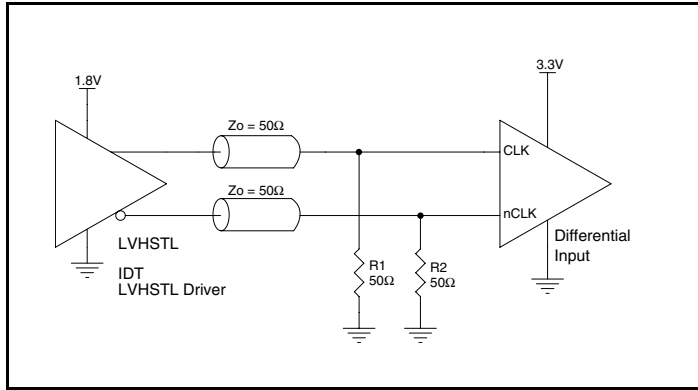 1.8V
3.3V
Zo = 50Ω
CLK
Zo = 50Ω
nCLK
LVHSTL
Differential
Input
IDT
LVHSTL Driver
R1
50Ω
R2
50Ω